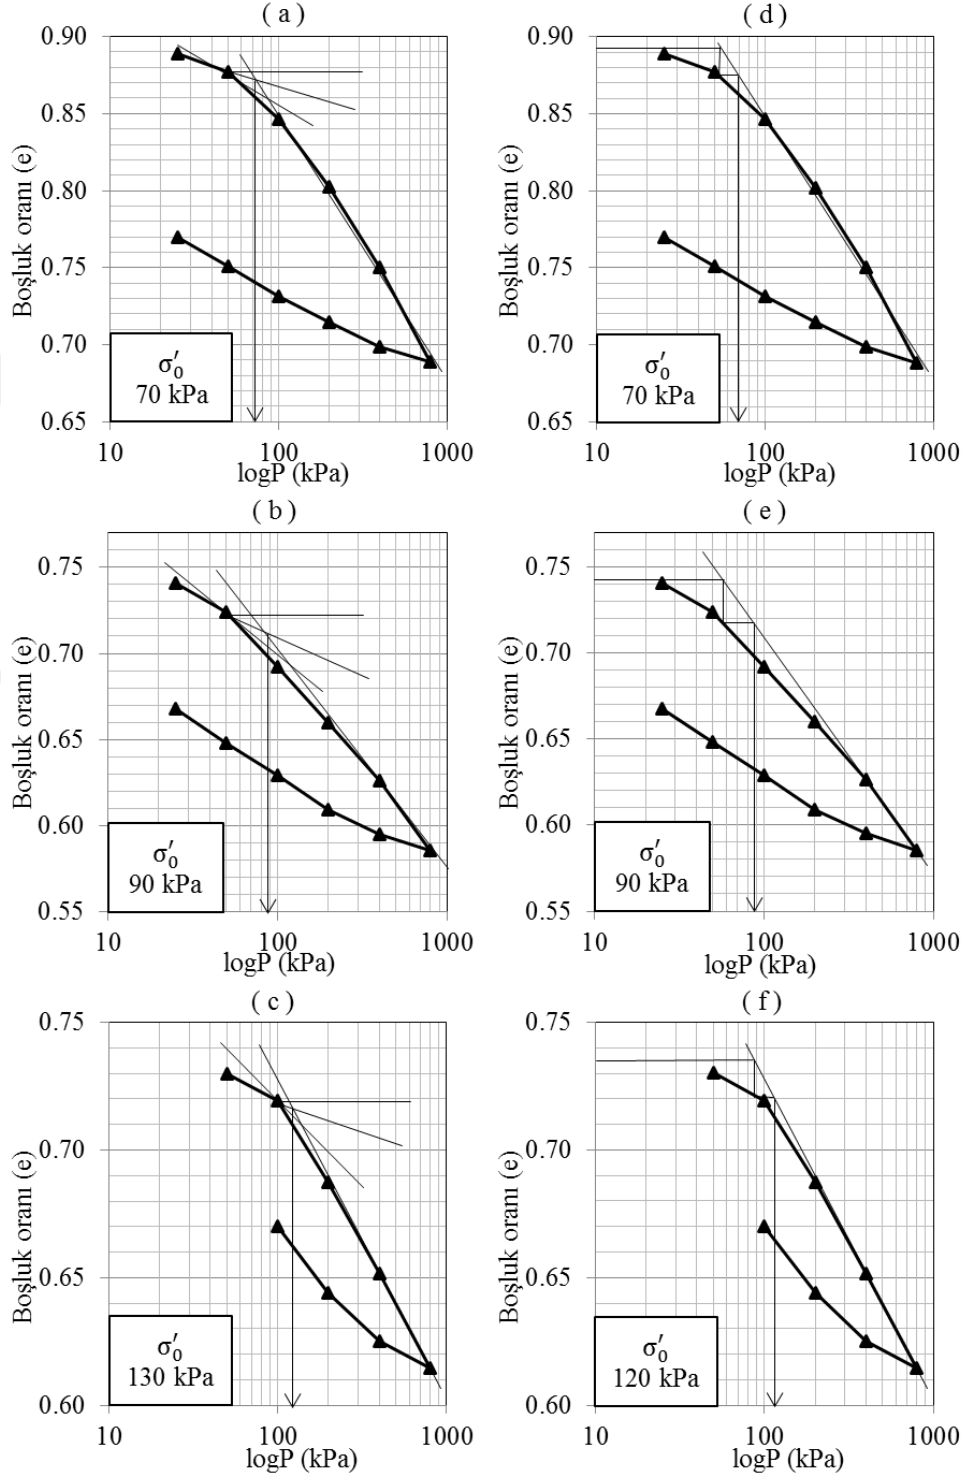 ( a )
0.90
0.85
0.80
0.75
0.70
0.65
Boşluk oranı (e)
σ′0
70 kPa
10
100
1000
logP (kPa)
( d )
0.90
0.85
0.80
0.75
0.70
0.65
Boşluk oranı (e)
σ′0
70 kPa
10
100
1000
logP (kPa)
( b )
0.75
0.70
0.65
0.60
0.55
Boşluk oranı (e)
σ′0
90 kPa
10
100
1000
logP (kPa)
( e )
0.75
0.70
0.65
0.60
0.55
Boşluk oranı (e)
σ′0
90 kPa
10
100
1000
logP (kPa)
( c )
0.75
0.70
0.65
0.60
Boşluk oranı (e)
σ′0
130 kPa
10
100
1000
logP (kPa)
( f )
0.75
0.70
0.65
0.60
Boşluk oranı (e)
σ′0
120 kPa
10
100
1000
logP (kPa)